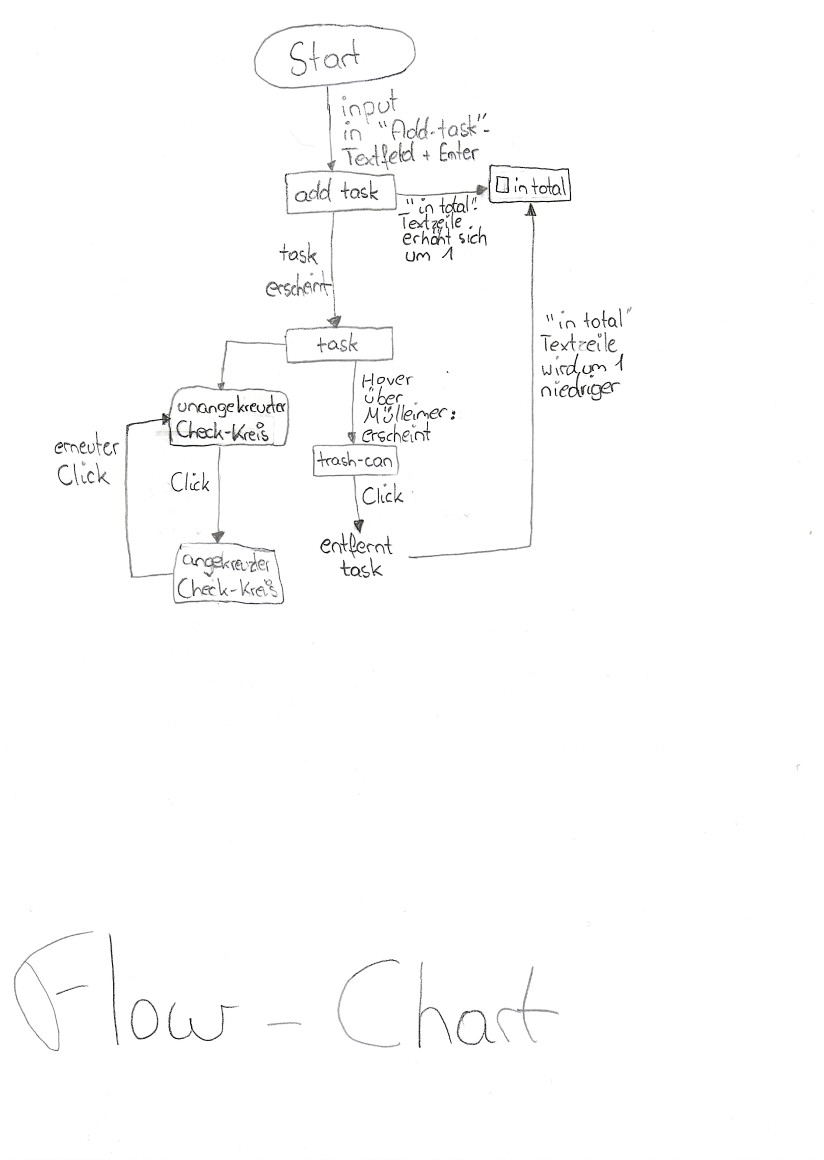 Start
input
in "Add-task"-
Textfeld + Enter
add task
in total
"in total"-
Textzeile
erhöht sich
um 1
task
erscheint
task
"in total"
Textzeile
wird um 1
niedriger
Hover
über
Mülleimer:
erscheint
unangekreuzter
Check-Kreis
erneuter
Click
Click
trash-can
Click
entfernt
task
angekreuzter
Check-Kreis
Flow - Chart